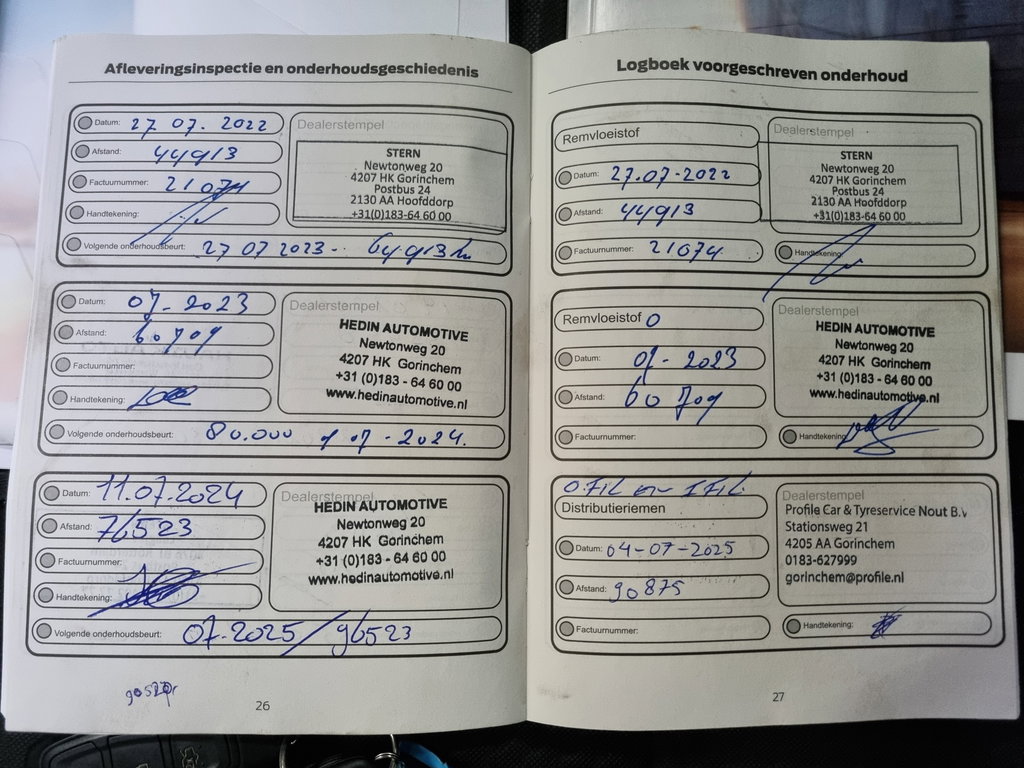 Afleveringsinspectie en onderhoudsgeschiedenis
Datum: 27 07. 2022
Afstand: 44913
Factuurnummer: 21074
Handtekening:
Volgende onderhoudsbeurt: 27 07 2023 -- 64913 km
Dealerstempel
STERN
Newtonweg 20
4207 HK Gorinchem
Postbus 24
2130 AA Hoofddorp
+31(0)183-64 60 00
Datum: 07-2023
Afstand: 60709
Factuurnummer:
Handtekening:
Volgende onderhoudsbeurt: 80.000 of 07-2024.
Dealerstempel
HEDIN AUTOMOTIVE
Newtonweg 20
4207 HK Gorinchem
+31 (0)183 - 64 60 00
www.hedinautomotive.nl
Datum: 11.07.2024
Afstand: 76523
Factuurnummer:
Handtekening:
Volgende onderhoudsbeurt: 07.2025/96523
Dealerstempel
HEDIN AUTOMOTIVE
Newtonweg 20
4207 HK Gorinchem
+31 (0)183 - 64 60 00
www.hedinautomotive.nl
26
Logboek voorgeschreven onderhoud
Remvloeistof
Datum: 27.07-2022
Afstand: 44913
Factuurnummer: 21074
Dealerstempel
STERN
Newtonweg 20
4207 HK Gorinchem
Postbus 24
2130 AA Hoofddorp
+31(0)183-64 60 00
Handtekening:
Remvloeistof O
Datum: 07-2023
Afstand: 60709
Factuurnummer:
Dealerstempel
HEDIN AUTOMOTIVE
Newtonweg 20
4207 HK Gorinchem
+31 (0)183 - 64 60 00
www.hedinautomotive.nl
Handtekening:
O.FIL en I.FIL
Distributieriemen
Datum: 04-07-2025
Afstand: 90875
Factuurnummer:
Dealerstempel
Profile Car & Tyreservice Nout B.V
Stationsweg 21
4205 AA Gorinchem
0183-627999
gorinchem@profile.nl
Handtekening:
27